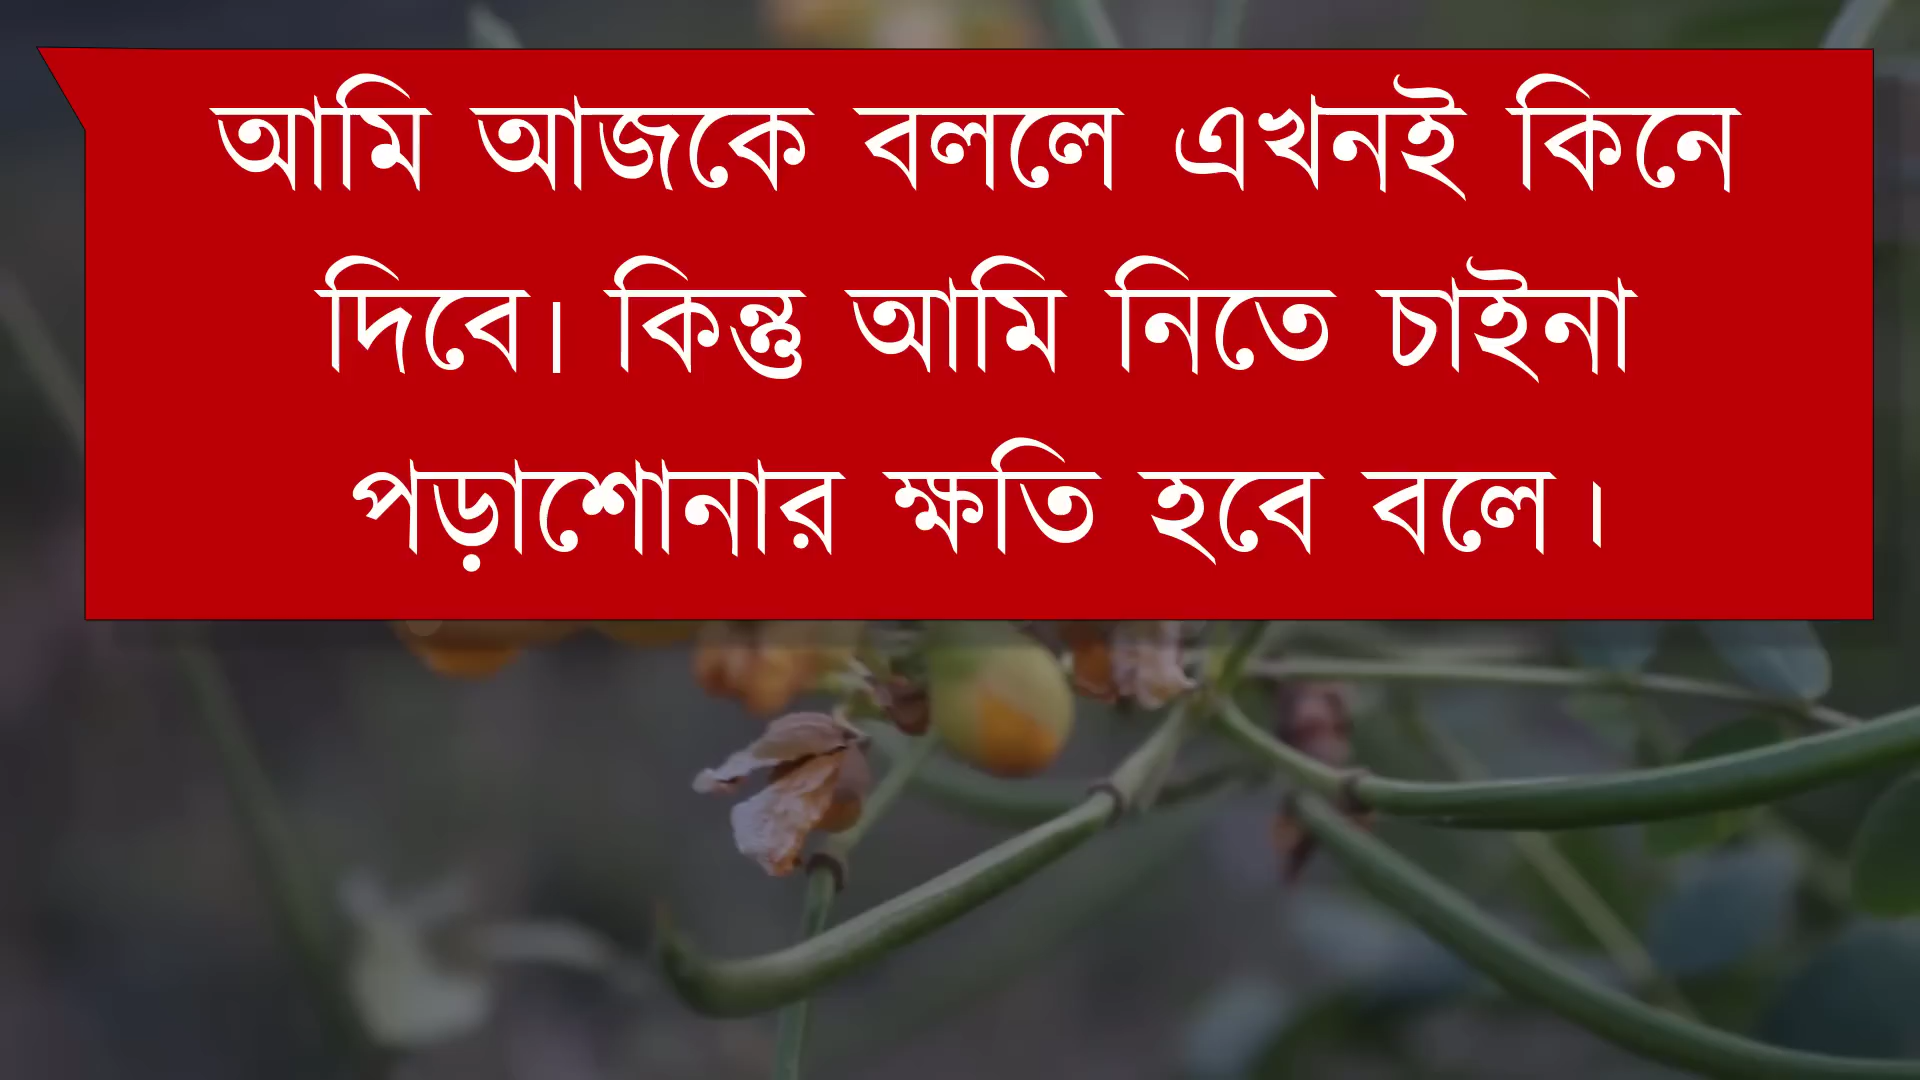 আমি আজকে বললে এখনই কিনে
দিবে। কিন্তু আমি নিতে চাইনা
পড়াশোনার ক্ষতি হবে বলে।